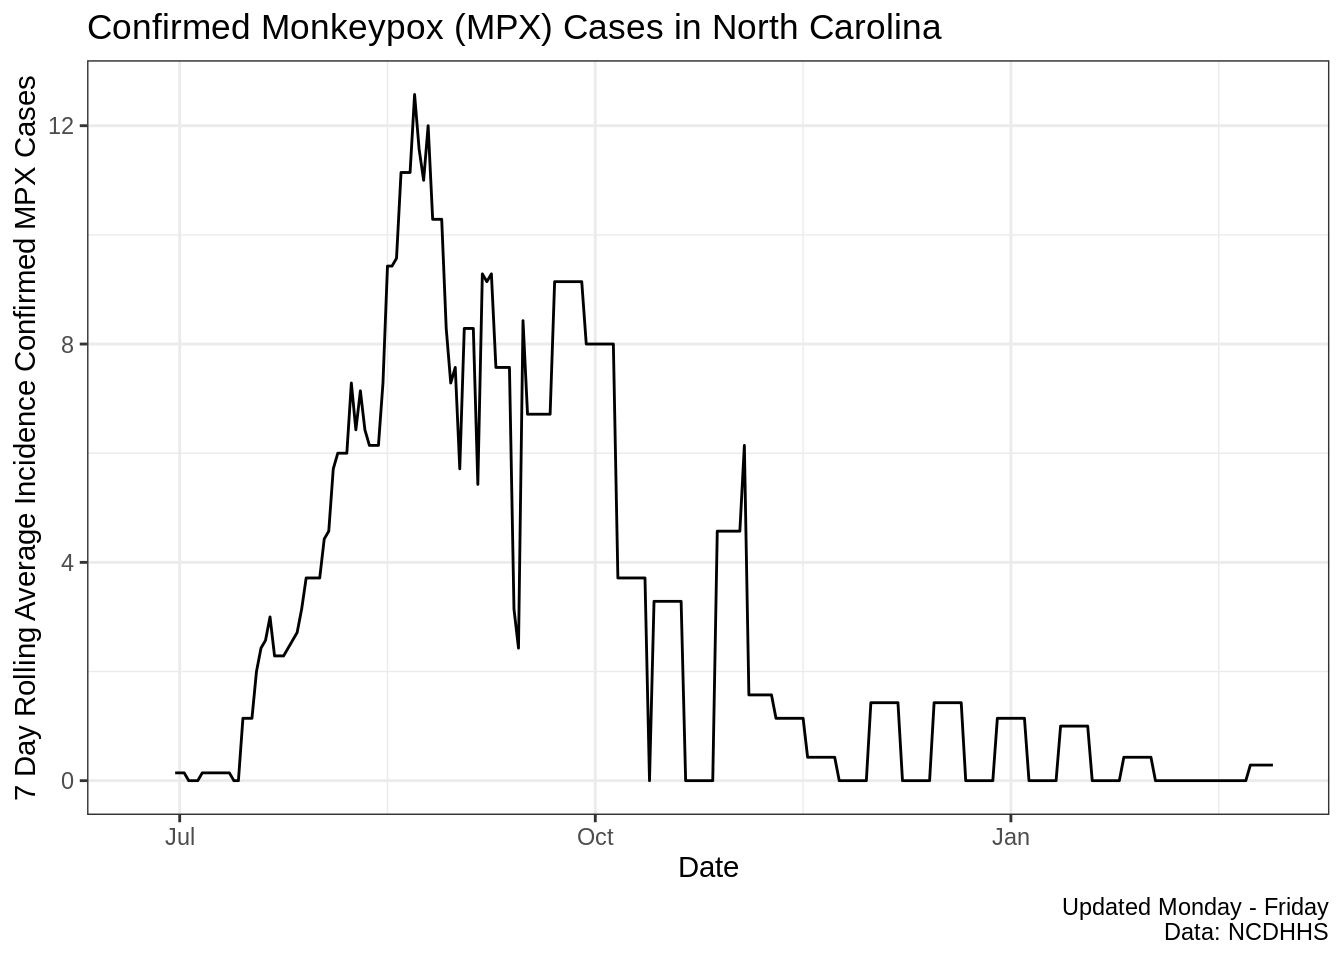 Confirmed Monkeypox (MPX) Cases in North Carolina
7 Day Rolling Average Incidence Confirmed MPX Cases
12
8
4
0
Jul Oct Jan
Date
Updated Monday - Friday
Data: NCDHHS